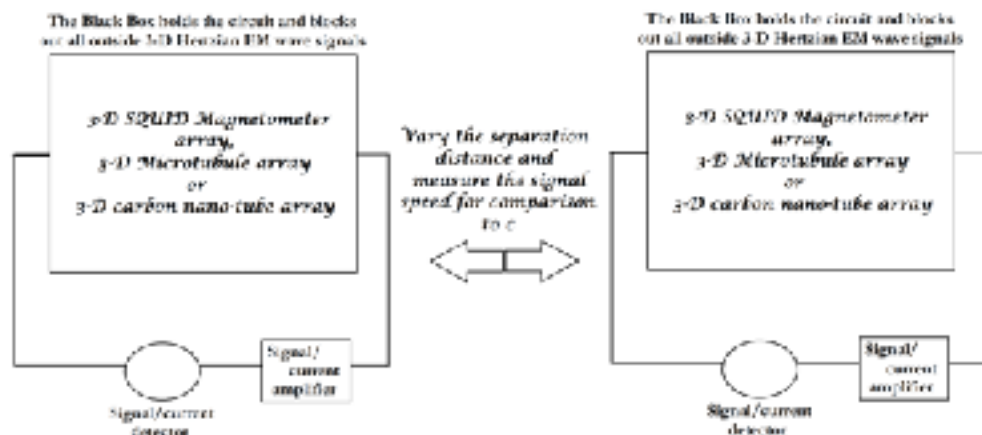 The Black Box holds the circuit and blocks
out all outside 3-D Hertzian EM wave signals
3-D SQUID Magnetometer
array,
3-D Microtubule array
or
3-D carbon nano-tube array
Signal/
current
amplifier
Signal/current
detector
Vary the separation
distance and
measure the signal
speed for comparison
to c
The Black Box holds the circuit and blocks
out all outside 3-D Hertzian EM wave signals
3-D SQUID Magnetometer
array,
3-D Microtubule array
or
3-D carbon nano-tube array
Signal/
current
amplifier
Signal/current
detector